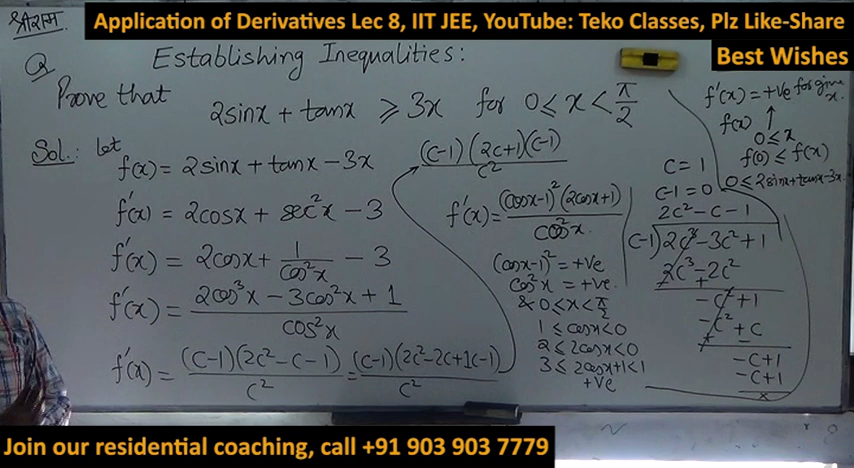 श्रीराम
Application of Derivatives Lec 8, IIT JEE, YouTube: Teko Classes, Plz Like-Share
Best Wishes
Q Establishing Inequalities:
Prove that
2sinx + tanx ⩾ 3x for 0 ≤ x < π/2
Sol.: let
f(x) = 2sinx + tanx − 3x
f'(x) = 2cosx + sec²x − 3
f'(x) = 2cosx + 1/cos²x − 3
f'(x) = (2cos³x − 3cos²x + 1)/cos²x
f'(x) = (c−1)(2c²−c−1)/c² = (c−1)(2c²−2c+1c−1)/c²
(c−1)(2c+1)(c−1)/c²
f'(x) = (cosx−1)²(2cosx+1)/cos²x.
(cosx−1)² = +ve
cos²x = +ve.
& 0 ≤ x < π/2
1 ≤ cosx < 0
2 ≤ 2cosx < 0
3 ≤ 2cosx+1 < 1
+ve
c = 1
c−1 = 0
2c² − c − 1
c−1) 2c³ − 3c² + 1
2c³ − 2c²
− +
−c² + 1
−c² + c
+ −
−c + 1
−c + 1
x
f'(x) = +ve for given x.
f(x) ↑
0 ≤ x
f(0) ≤ f(x)
0 ≤ 2sinx + tanx − 3x.
Join our residential coaching, call +91 903 903 7779